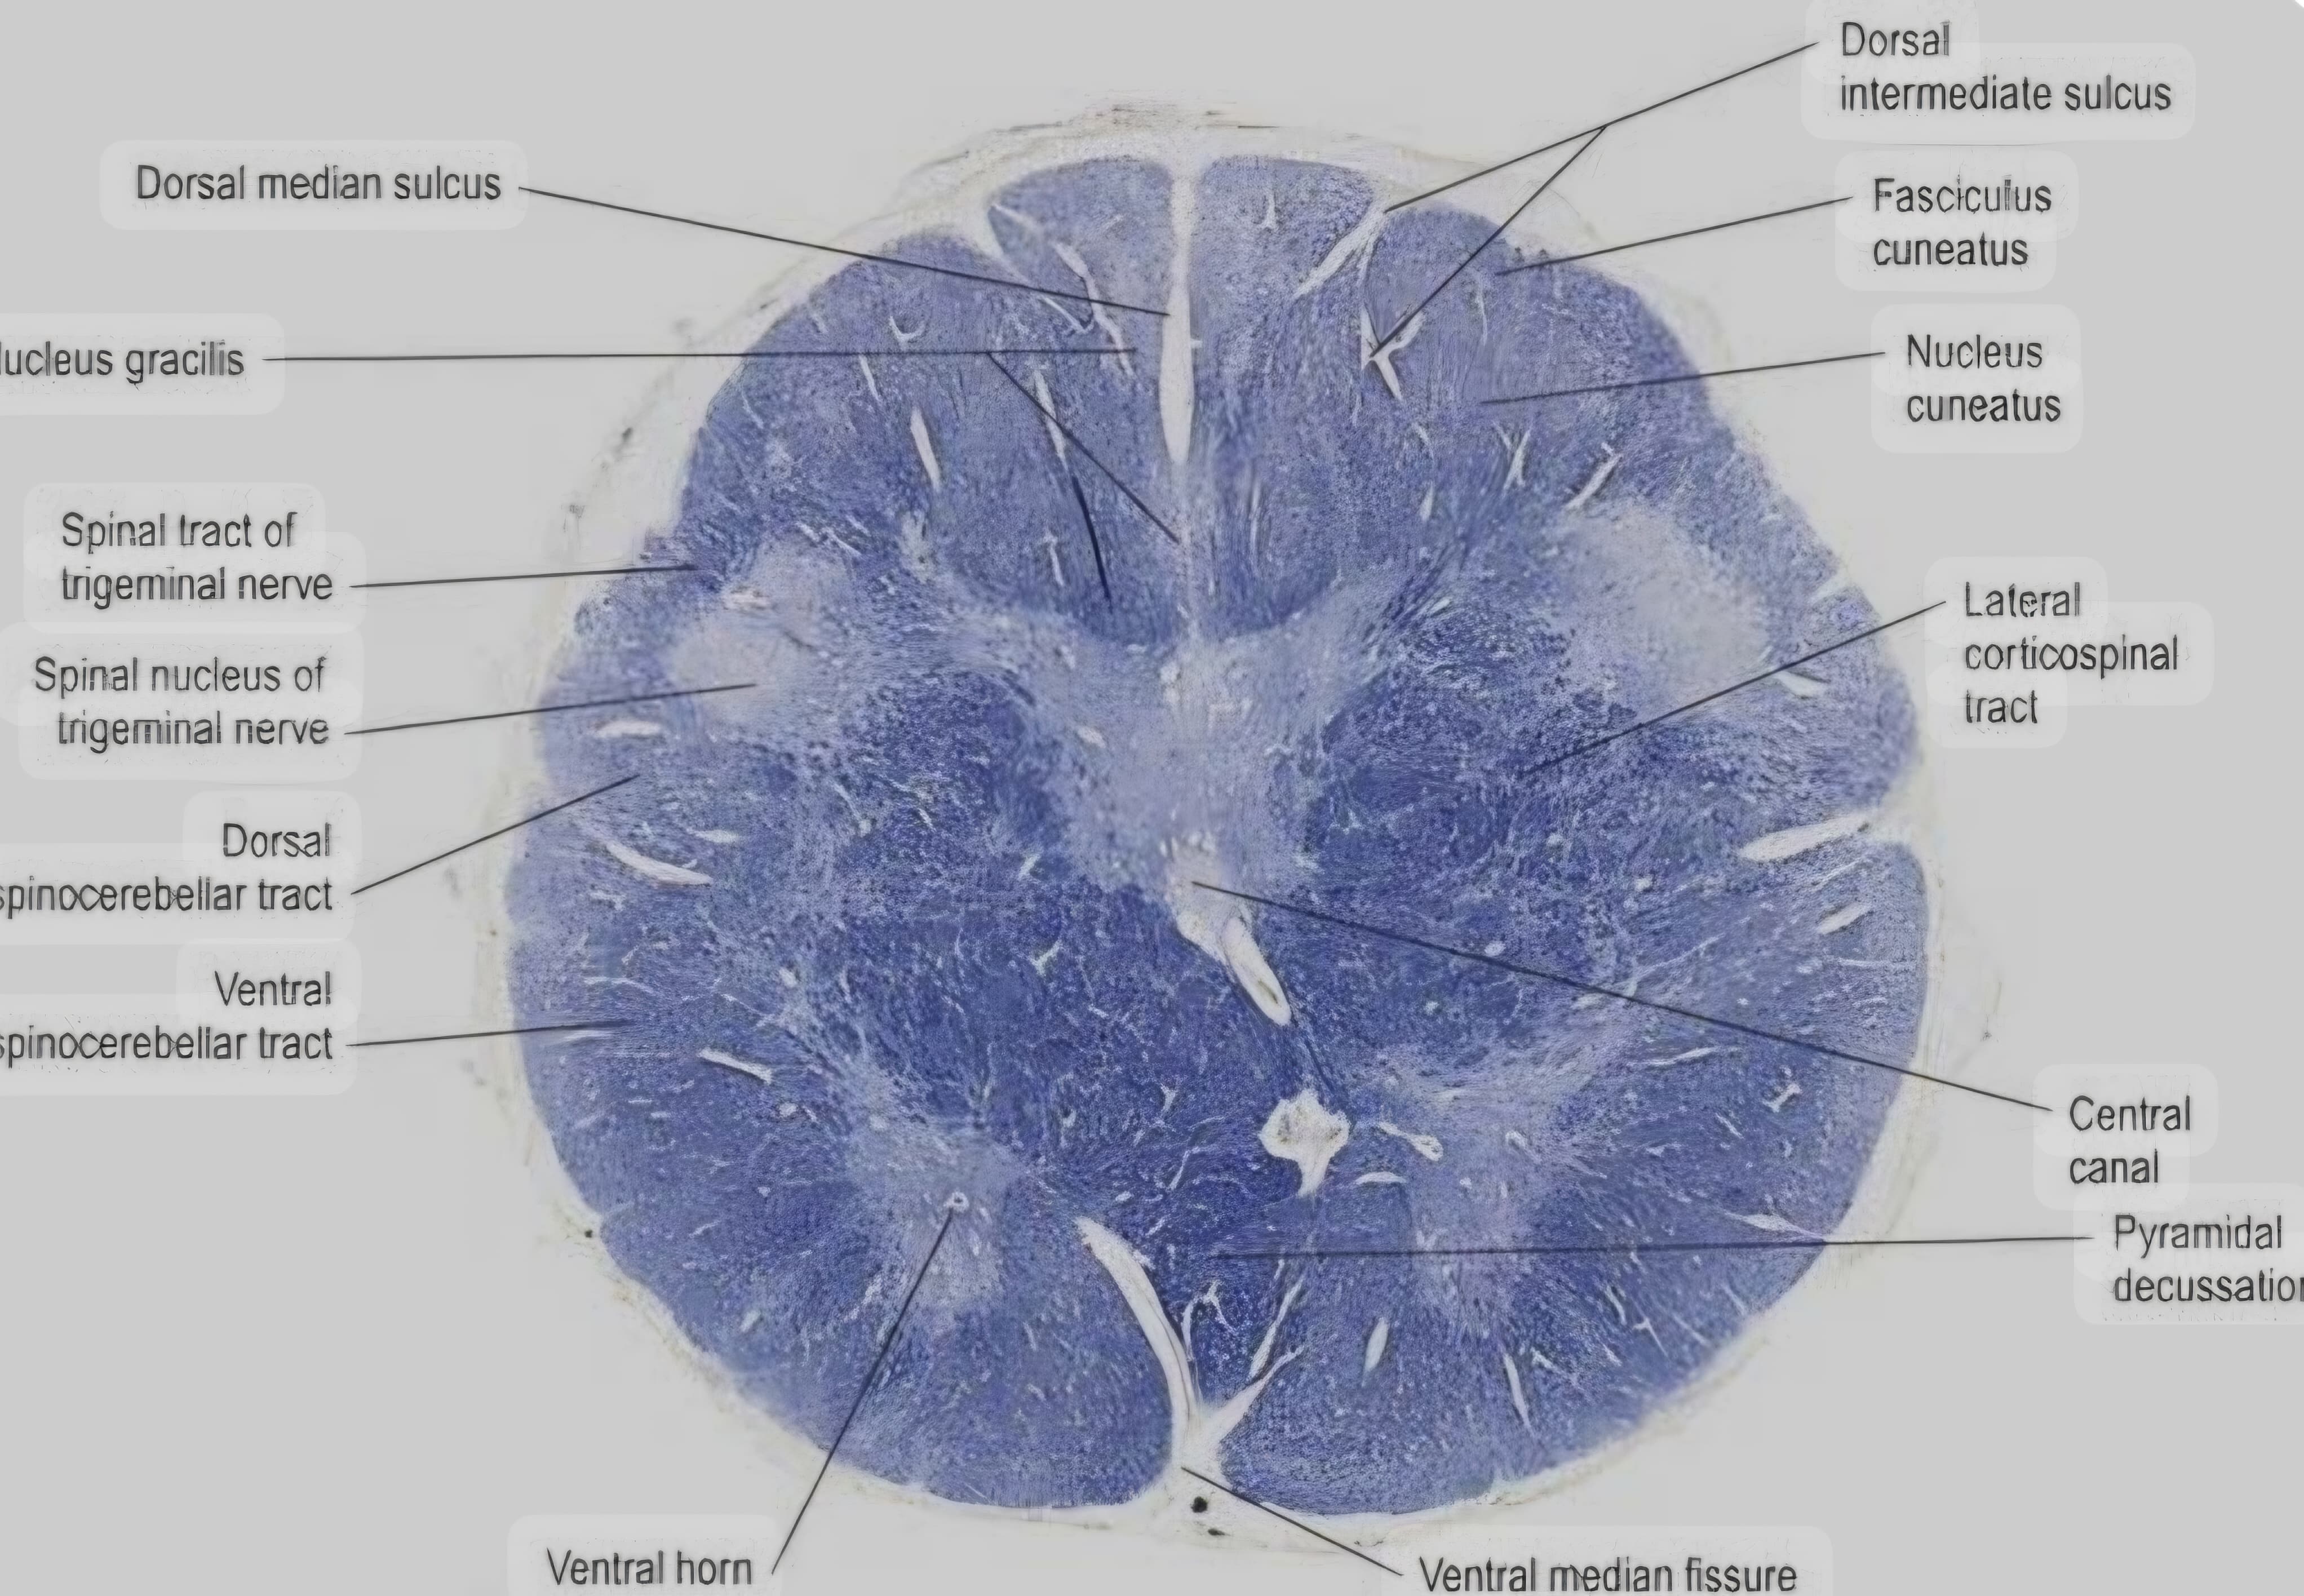 Dorsal
intermediate sulcus
Dorsal median sulcus
Fasciculus
cuneatus
Nucleus
cuneatus
ucleus gracilis
Spinal tract of
trigeminal nerve
Lateral
corticospinal
tract
Spinal nucleus of
trigeminal nerve
Dorsal
spinocerebellar tract
Ventral
spinocerebellar tract
Central
canal
Pyramidal
decussation
Ventral horn
Ventral median fissure